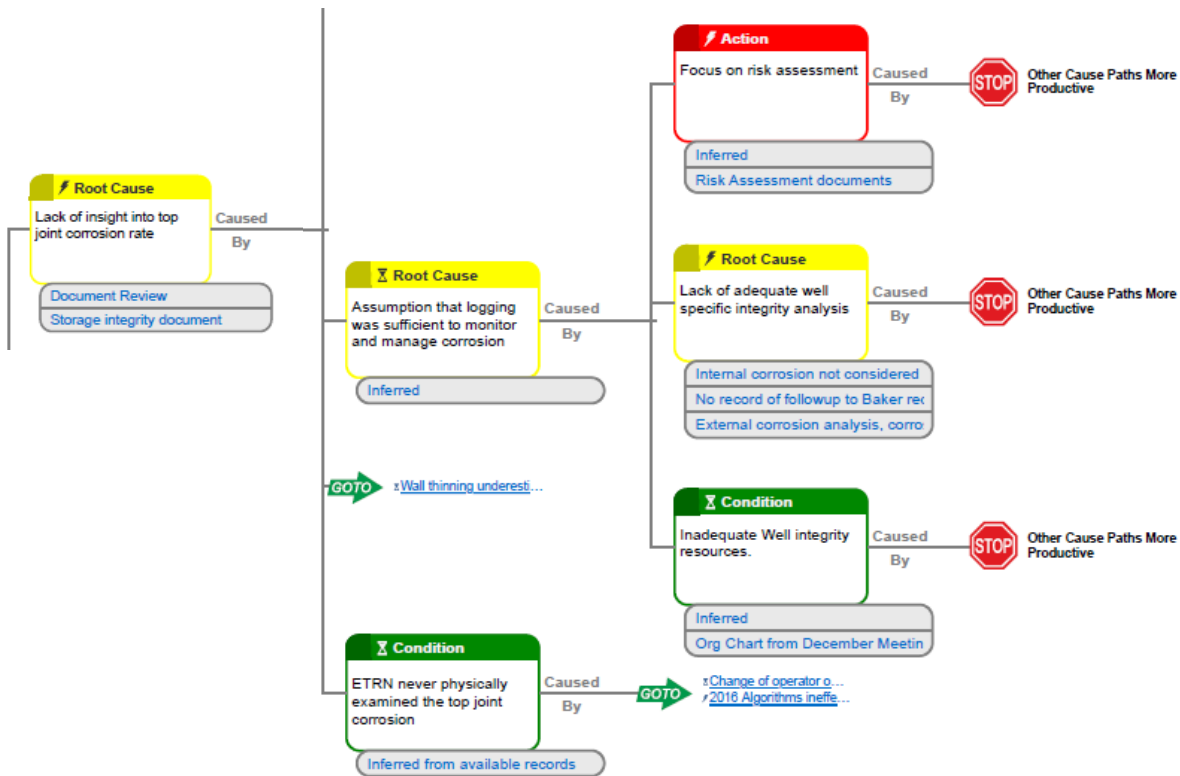 Action
Focus on risk assessment
Caused
By
STOP
Other Cause Paths More
Productive
Inferred
Risk Assessment documents
Root Cause
Lack of insight into top
joint corrosion rate
Caused
By
Document Review
Storage integrity document
Root Cause
Assumption that logging
was sufficient to monitor
and manage corrosion
Caused
By
Inferred
Root Cause
Lack of adequate well
specific integrity analysis
Caused
By
STOP
Other Cause Paths More
Productive
Internal corrosion not considered
No record of followup to Baker rec
External corrosion analysis, corro
GOTO
Wall thinning underesti...
Condition
Inadequate Well integrity
resources.
Caused
By
STOP
Other Cause Paths More
Productive
Inferred
Org Chart from December Meetin
Condition
ETRN never physically
examined the top joint
corrosion
Caused
By
GOTO
Change of operator o...
2016 Algorithms ineffe...
Inferred from available records